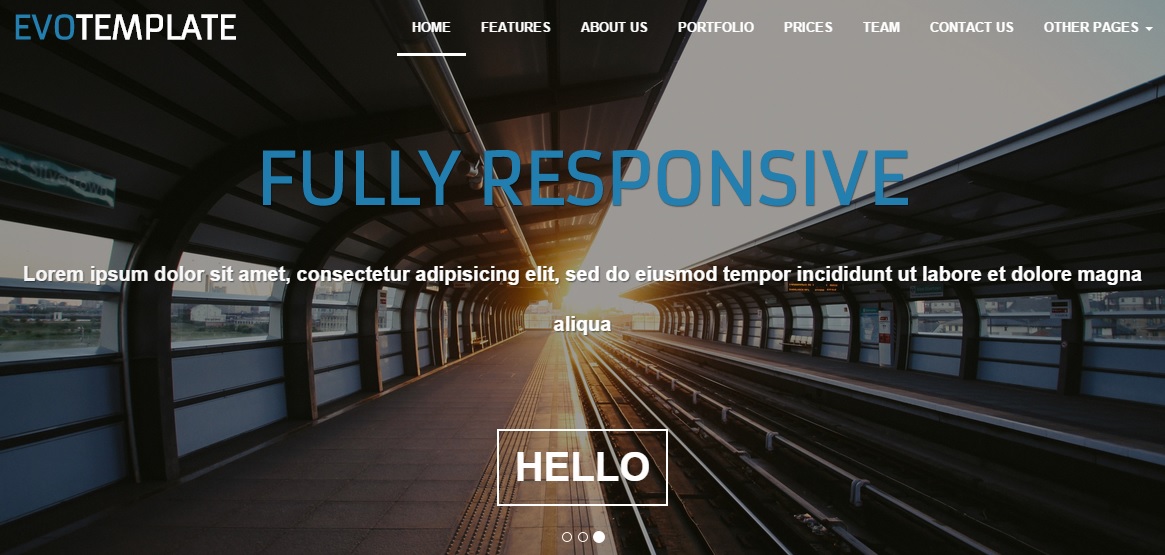 EVOTEMPLATE
HOME FEATURES ABOUT US PORTFOLIO PRICES TEAM CONTACT US OTHER PAGES
FULLY RESPONSIVE
Lorem ipsum dolor sit amet, consectetur adipisicing elit, sed do eiusmod tempor incididunt ut labore et dolore magna
aliqua
HELLO